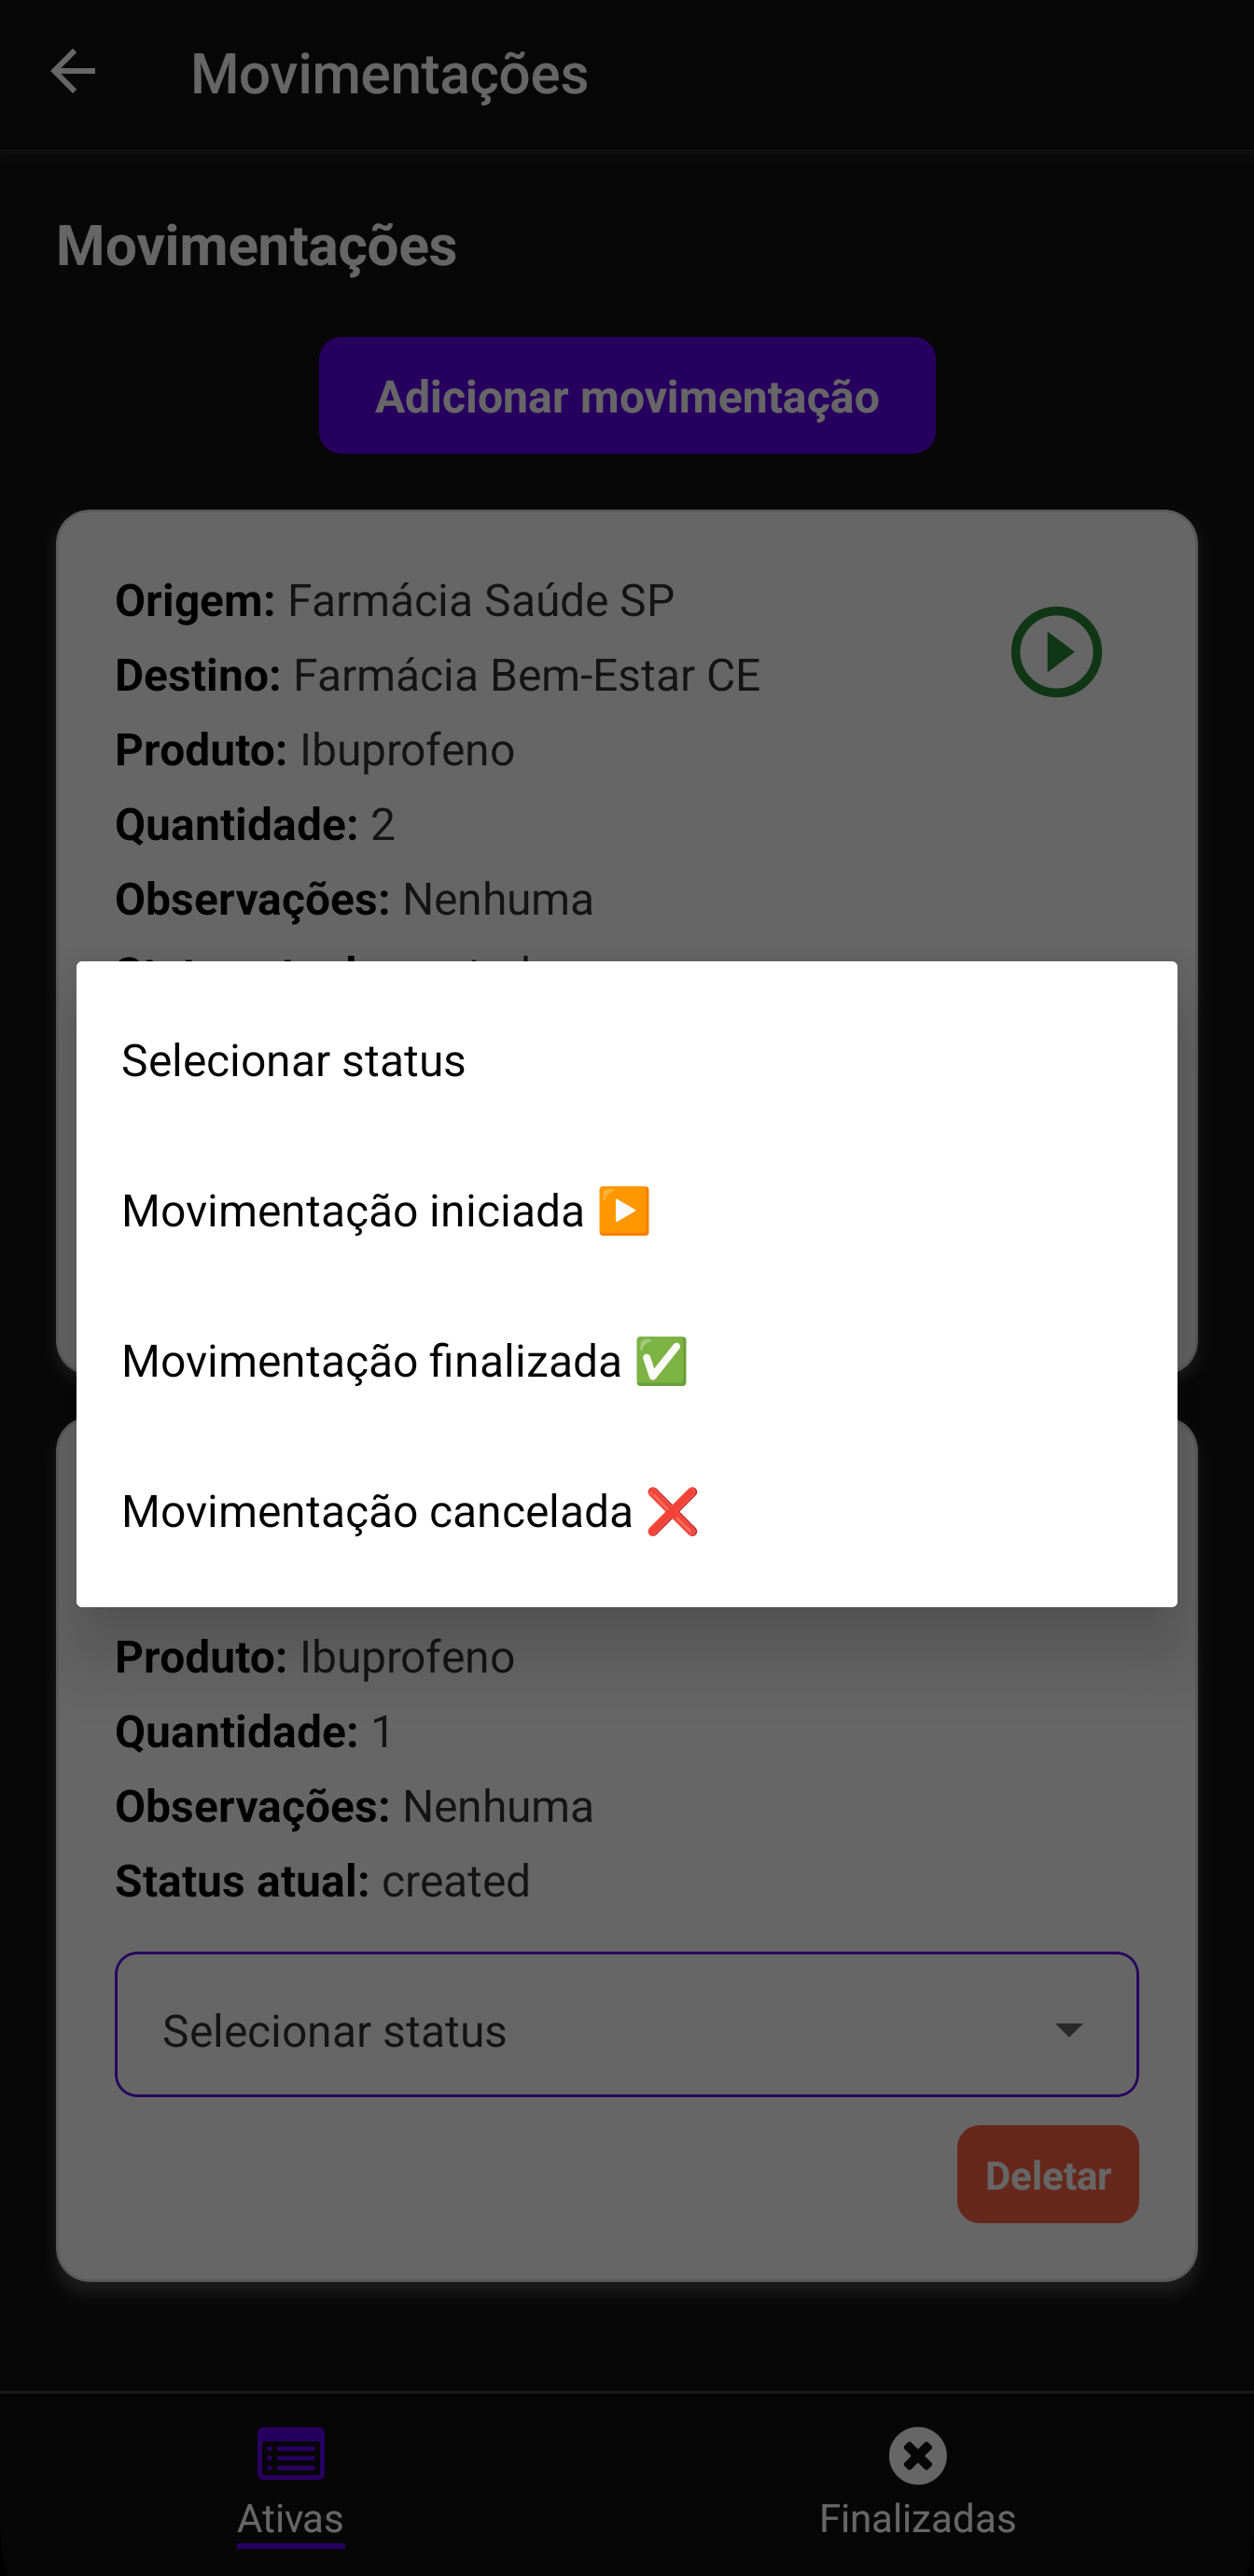 Movimentações
Movimentações
Adicionar movimentação
Origem: Farmácia Saúde SP
Destino: Farmácia Bem-Estar CE
Produto: Ibuprofeno
Quantidade: 2
Observações: Nenhuma
Selecionar status
Movimentação iniciada ▶️
Movimentação finalizada ✅
Movimentação cancelada ❌
Produto: Ibuprofeno
Quantidade: 1
Observações: Nenhuma
Status atual: created
Selecionar status
Deletar
Ativas
Finalizadas